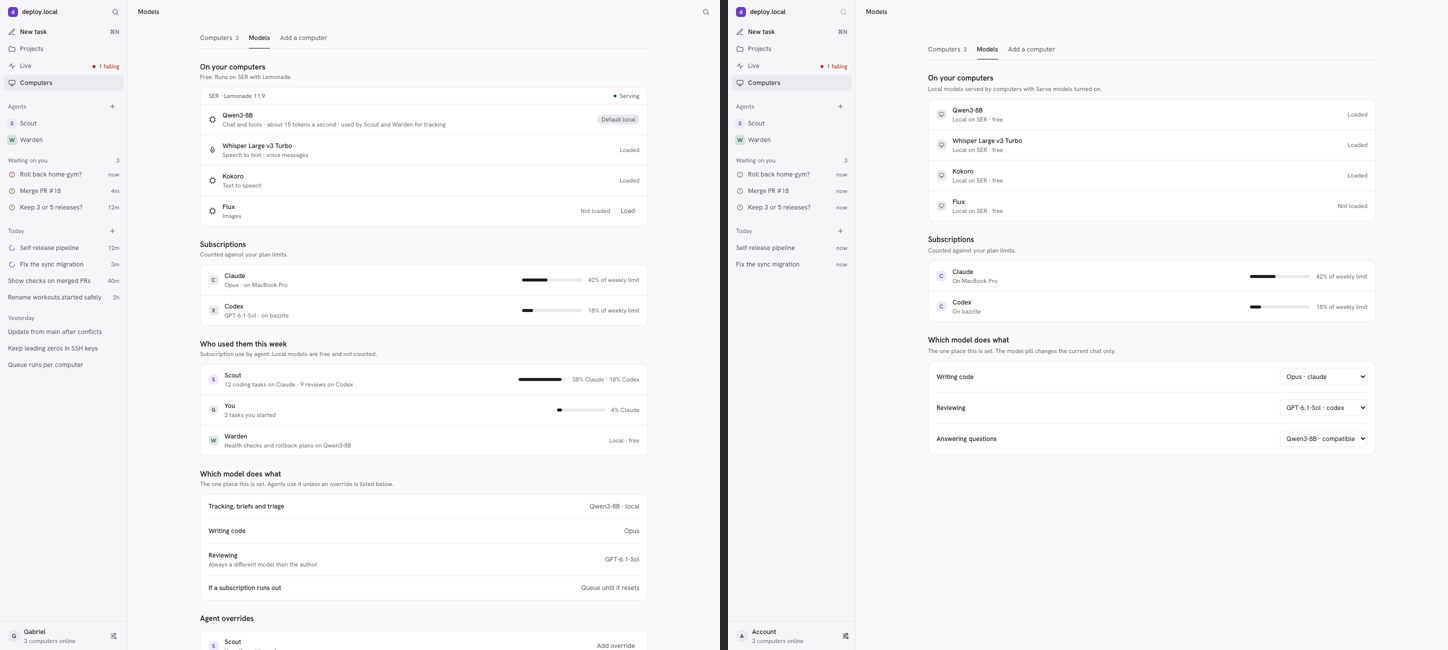 d deploy.local
New task ⌘N
Projects
Live 1 failing
Computers
Agents +
S Scout
W Warden
Waiting on you 3
Roll back home-gym? now
Merge PR #18 4m
Keep 3 or 5 releases? 12m
Today +
Self-release pipeline 12m
Fix the sync migration 3m
Show checks on merged PRs 40m
Rename workouts.started safely 2h
Yesterday
Update from main after conflicts
Keep leading zeros in SSH keys
Queue runs per computer
G Gabriel
3 computers online
Models
Computers 3 Models Add a computer
On your computers
Free. Runs on SER with Lemonade.
SER · Lemonade 11.9 Serving
Qwen3-8B
Chat and tools · about 15 tokens a second · used by Scout and Warden for tracking
Default local
Whisper Large v3 Turbo
Speech to text · voice messages
Loaded
Kokoro
Text to speech
Loaded
Flux
Images
Not loaded Load
Subscriptions
Counted against your plan limits.
C Claude
Opus · on MacBook Pro
42% of weekly limit
X Codex
GPT-6.1-Sol · on bazzite
18% of weekly limit
Who used them this week
Subscription use by agent. Local models are free and not counted.
S Scout
12 coding tasks on Claude · 9 reviews on Codex
38% Claude · 18% Codex
G You
2 tasks you started
4% Claude
W Warden
Health checks and rollback plans on Qwen3-8B
Local · free
Which model does what
The one place this is set. Agents use it unless an override is listed below.
Tracking, briefs and triage Qwen3-8B · local
Writing code Opus
Reviewing
Always a different model than the author
GPT-6.1-Sol
If a subscription runs out Queue until it resets
Agent overrides
S Scout
Add override
d deploy.local
New task ⌘N
Projects
Live 1 failing
Computers
Agents +
S Scout
W Warden
Waiting on you 3
Roll back home-gym? now
Merge PR #18 now
Keep 3 or 5 releases? now
Today +
Self-release pipeline now
Fix the sync migration now
A Account
3 computers online
Models
Computers 3 Models Add a computer
On your computers
Local models served by computers with Serve models turned on.
Qwen3-8B
Local on SER · free
Loaded
Whisper Large v3 Turbo
Local on SER · free
Loaded
Kokoro
Local on SER · free
Loaded
Flux
Local on SER · free
Not loaded
Subscriptions
Counted against your plan limits.
C Claude
On MacBook Pro
42% of weekly limit
C Codex
On bazzite
18% of weekly limit
Which model does what
The one place this is set. The model pill changes the current chat only.
Writing code Opus · claude
Reviewing GPT-6.1-Sol · codex
Answering questions Qwen3-8B · compatible